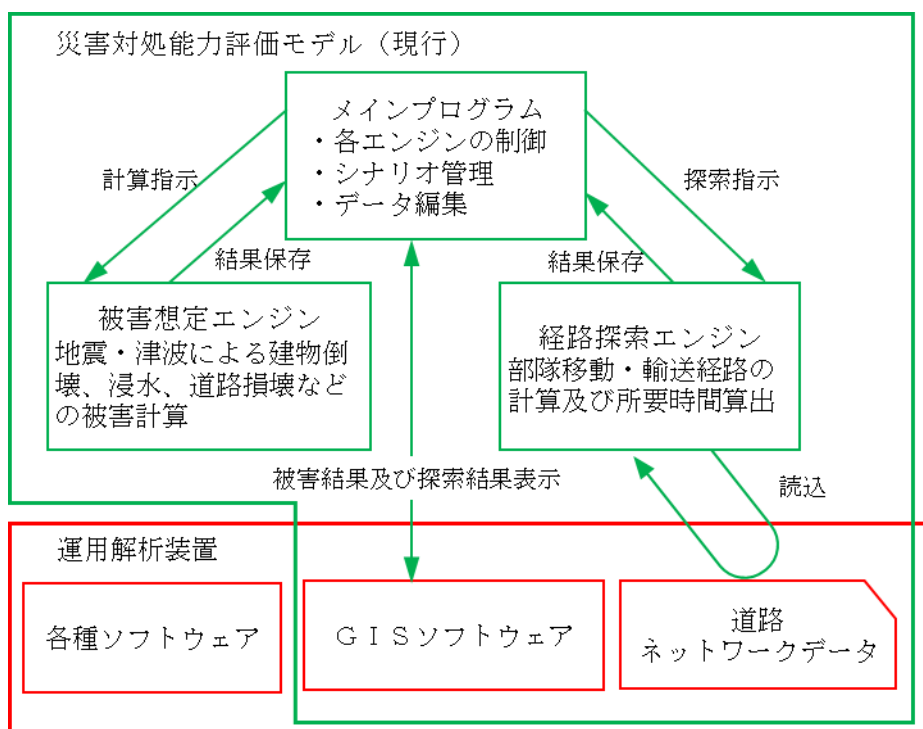 災害対処能力評価モデル（現行）
メインプログラム
・各エンジンの制御
・シナリオ管理
・データ編集
計算指示
探索指示
結果保存
結果保存
被害想定エンジン
地震・津波による建物倒
壊、浸水、道路損壊など
の被害計算
経路探索エンジン
部隊移動・輸送経路の
計算及び所要時間算出
被害結果及び探索結果表示
読込
運用解析装置
各種ソフトウェア
ＧＩＳソフトウェア
道路
ネットワークデータ